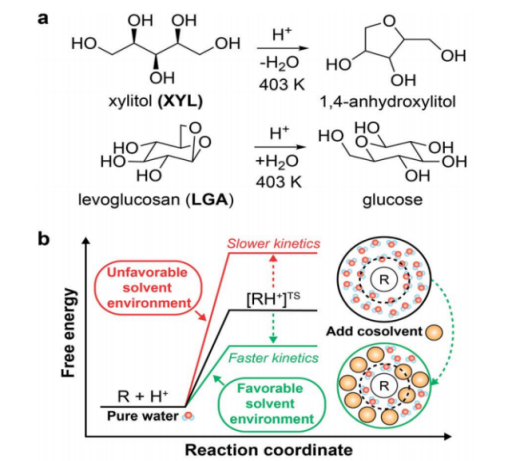 a
HO
OH
OH
OH
OH
H+
-H2O
403 K
O
HO
OH
OH
xylitol (XYL)
1,4-anhydroxylitol
O
O
HO
HO
HO
H+
+H2O
403 K
HO
HO
O
OH
OH
OH
levoglucosan (LGA)
glucose
b
Free energy
Slower kinetics
Unfavorable
solvent
environment
[RH+]TS
R
Add cosolvent
Faster kinetics
R + H+
Pure water
Favorable
solvent
environment
R
Reaction coordinate